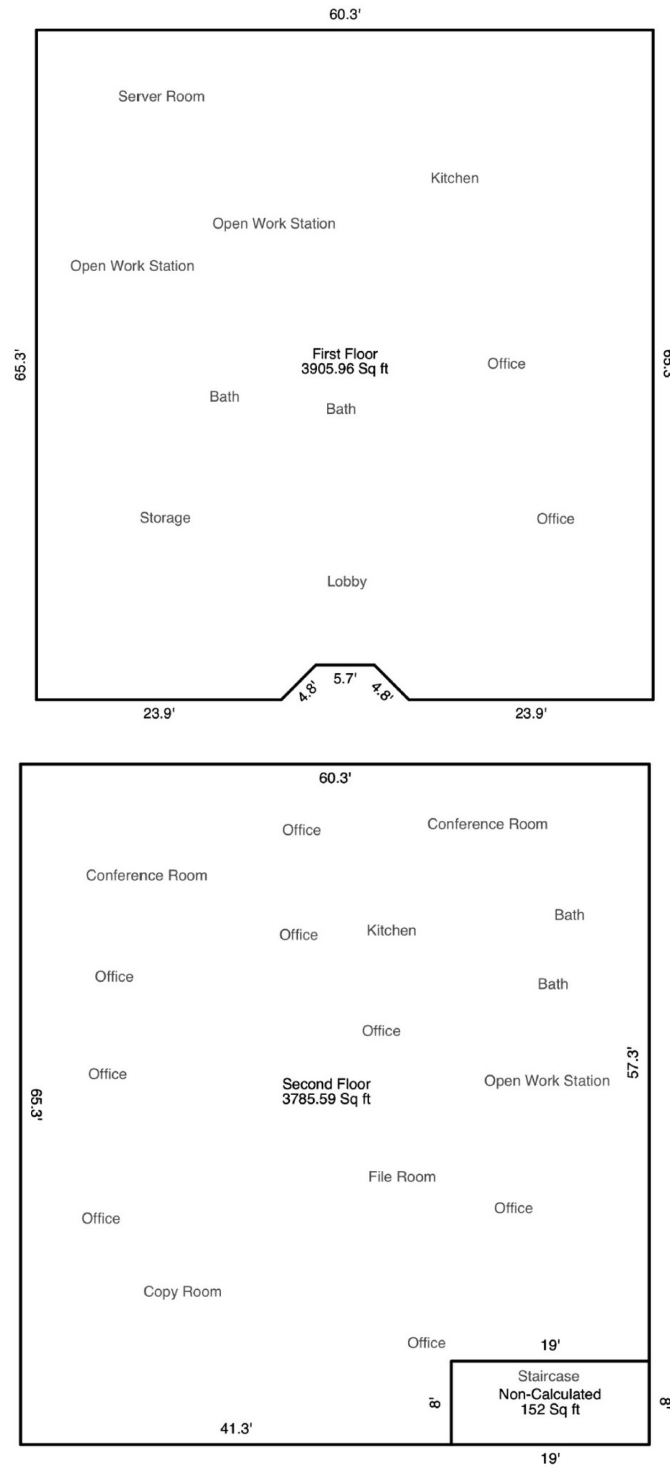 60.3'
Server Room
Kitchen
Open Work Station
Open Work Station
65.3'
First Floor
3905.96 Sq ft
Office
65.3'
Bath
Bath
Storage
Office
Lobby
4.8'
5.7'
4.8'
23.9'
23.9'
60.3'
Office
Conference Room
Conference Room
Bath
Office
Kitchen
Office
Bath
Office
Office
65.3'
Second Floor
3785.59 Sq ft
Open Work Station
57.3'
File Room
Office
Office
Copy Room
Office
19'
Staircase
Non-Calculated
152 Sq ft
8'
8'
41.3'
19'